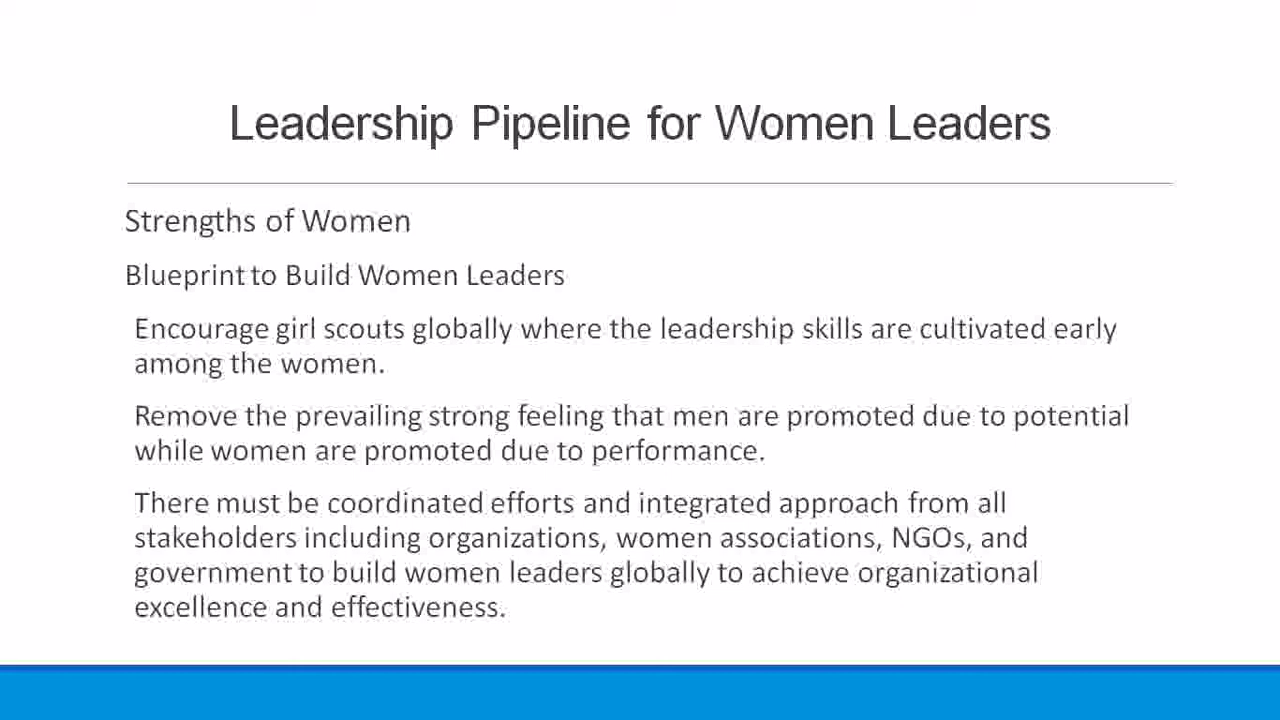 Leadership Pipeline for Women Leaders
Strengths of Women
Blueprint to Build Women Leaders
Encourage girl scouts globally where the leadership skills are cultivated early
among the women.
Remove the prevailing strong feeling that men are promoted due to potential
while women are promoted due to performance.
There must be coordinated efforts and integrated approach from all
stakeholders including organizations, women associations, NGOs, and
government to build women leaders globally to achieve organizational
excellence and effectiveness.